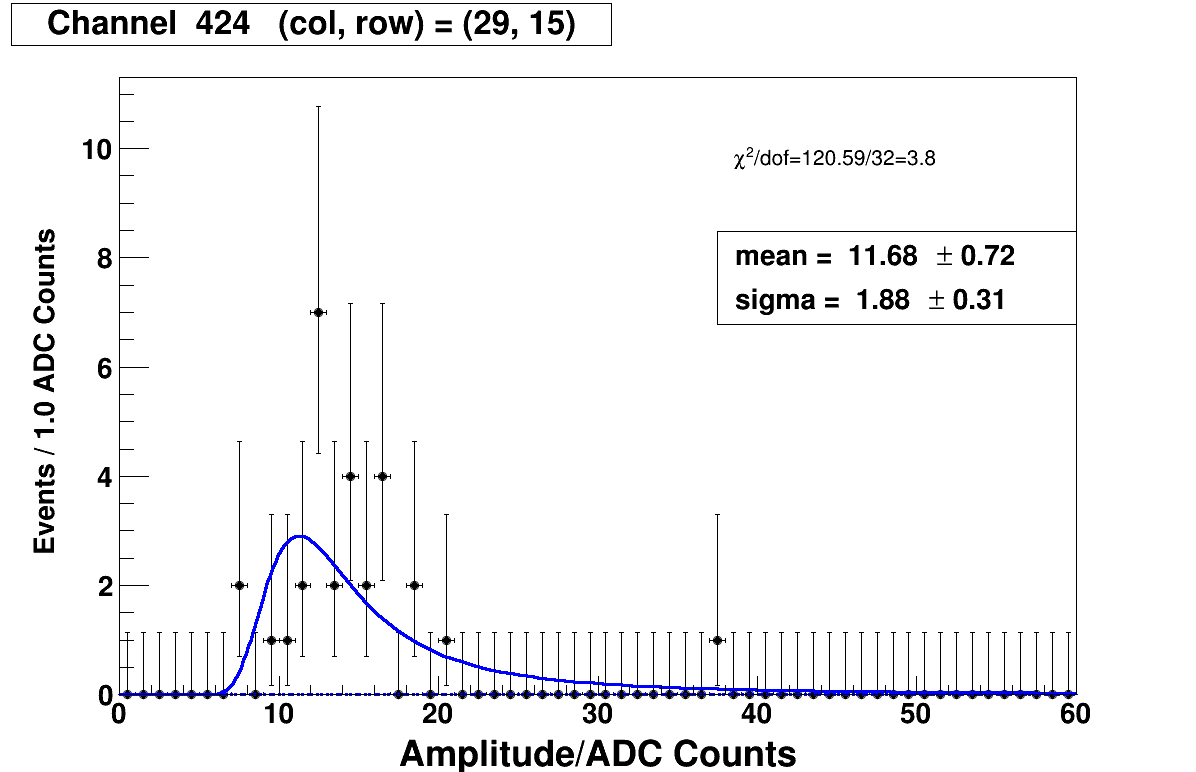 Channel 424 (col, row) = (29, 15)
χ²/dof=120.59/32=3.8
mean = 11.68 ± 0.72
sigma = 1.88 ± 0.31
Events / 1.0 ADC Counts
10
8
6
4
2
0
0 10 20 30 40 50 60
Amplitude/ADC Counts